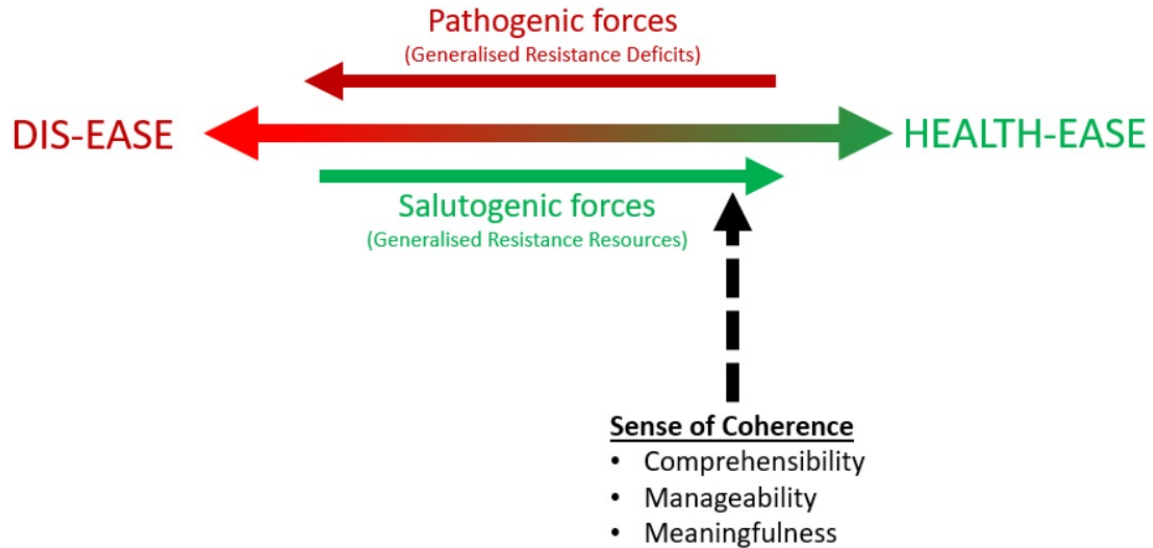 Pathogenic forces
(Generalised Resistance Deficits)
DIS-EASE
HEALTH-EASE
Salutogenic forces
(Generalised Resistance Resources)
Sense of Coherence
• Comprehensibility
• Manageability
• Meaningfulness